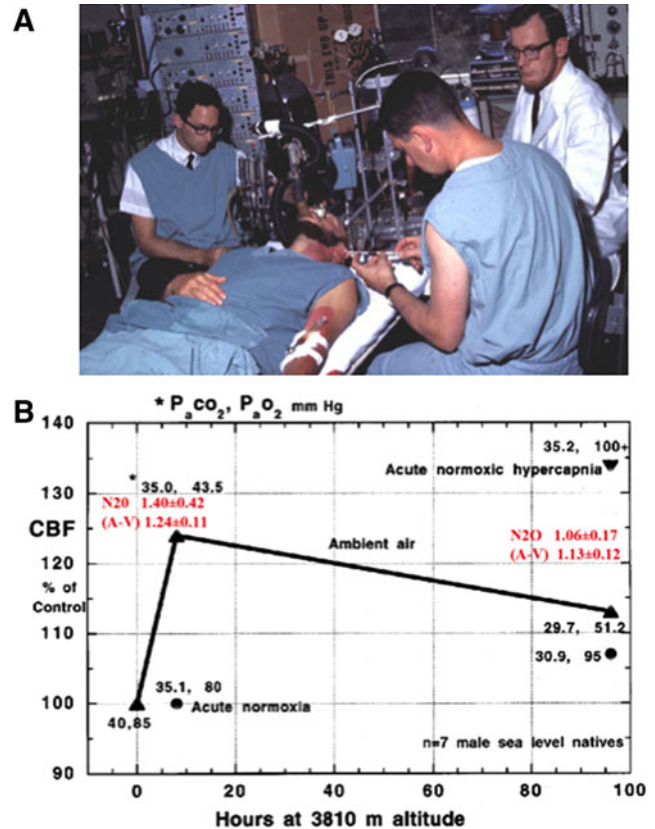 A
THIS END UP
B
* PaCO2, PaO2 mm Hg
140
130
120
110
100
90
CBF
% of
Control
* 35.0, 43.5
N20 1.40±0.42
(A-V) 1.24±0.11
35.2, 100+
Acute normoxic hypercapnia
Ambient air
N2O 1.06±0.17
(A-V) 1.13±0.12
29.7, 51.2
30.9, 95
35.1, 80
Acute normoxia
40,85
n=7 male sea level natives
0 20 40 60 80 100
Hours at 3810 m altitude